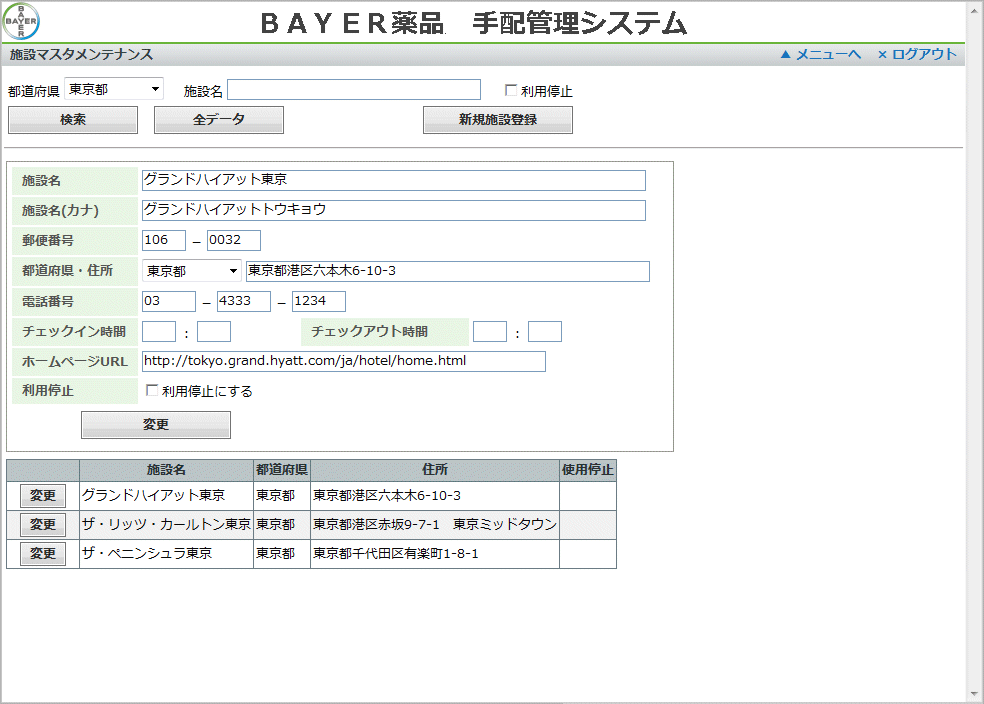 BAYER
BAYER
ＢＡＹＥＲ薬品　手配管理システム
施設マスタメンテナンス ▲ メニューへ × ログアウト
都道府県 東京都 施設名 利用停止
検索 全データ 新規施設登録
施設名 グランドハイアット東京
施設名(カナ) グランドハイアットトウキョウ
郵便番号 106 – 0032
都道府県・住所 東京都 東京都港区六本木6-10-3
電話番号 03 – 4333 – 1234
チェックイン時間 : チェックアウト時間 :
ホームページURL http://tokyo.grand.hyatt.com/ja/hotel/home.html
利用停止 利用停止にする
変更
施設名 都道府県 住所 使用停止
変更 グランドハイアット東京 東京都 東京都港区六本木6-10-3
変更 ザ・リッツ・カールトン東京 東京都 東京都港区赤坂9-7-1　東京ミッドタウン
変更 ザ・ペニンシュラ東京 東京都 東京都千代田区有楽町1-8-1